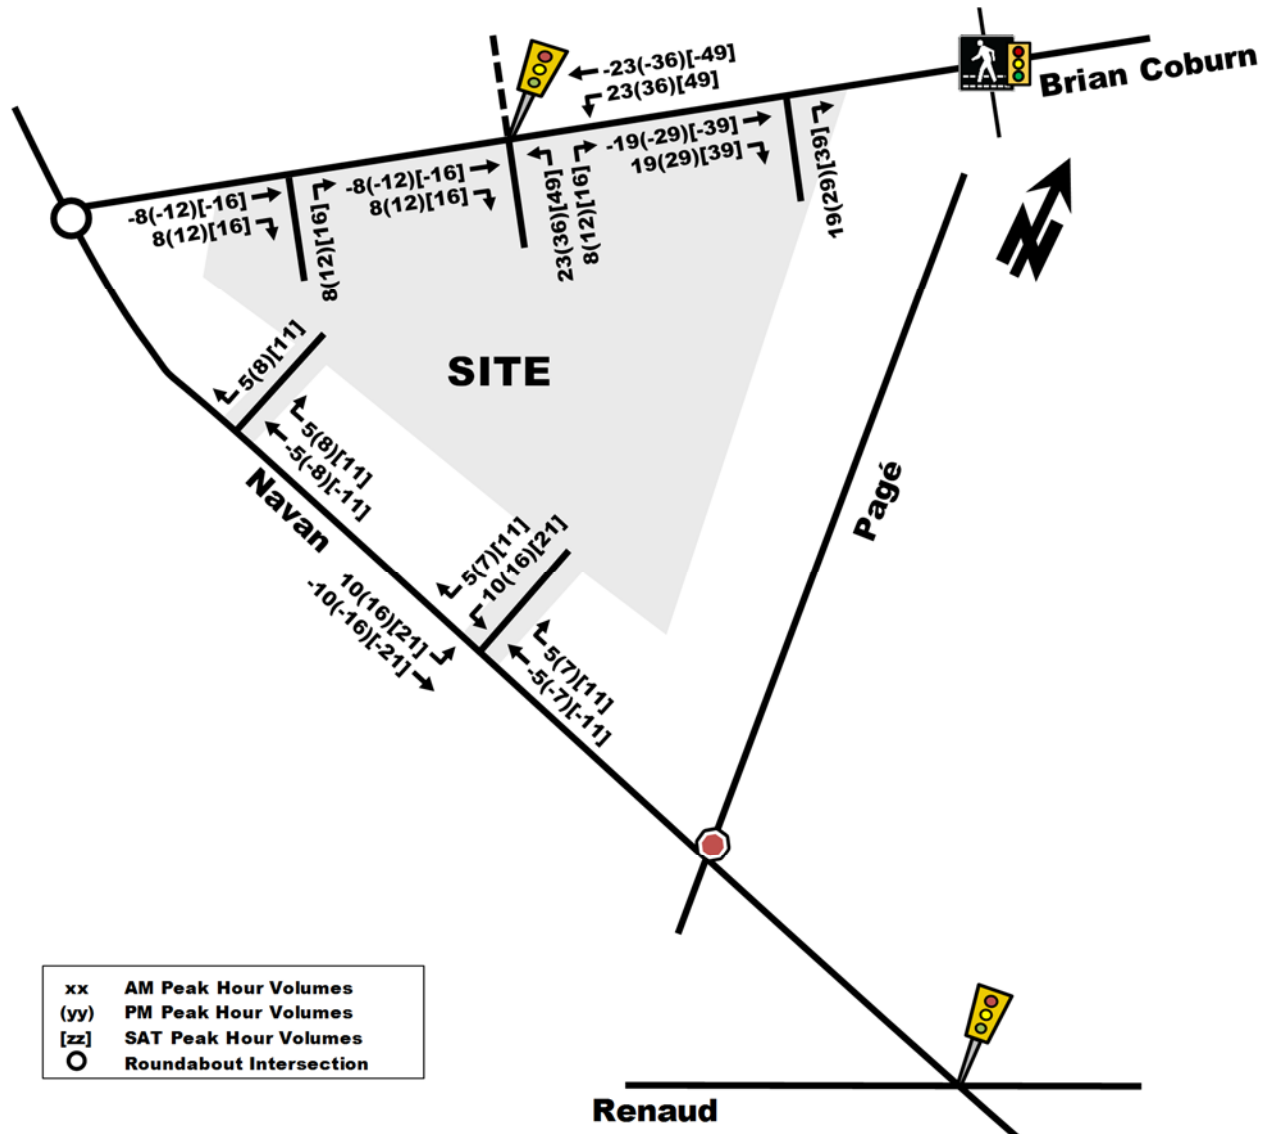 -23(-36)[-49]
23(36)[49]
Brian Coburn
-19(-29)[-39]
19(29)[39]
19(29)[39]
-8(-12)[-16]
8(12)[16]
23(36)[49]
8(12)[16]
-8(-12)[-16]
8(12)[16]
8(12)[16]
5(8)[11]
SITE
5(8)[11]
-5(-8)[-11]
Navan
Pagé
5(7)[11]
10(16)[21]
10(16)[21]
-10(-16)[-21]
5(7)[11]
-5(-7)[-11]
xx AM Peak Hour Volumes
(yy) PM Peak Hour Volumes
[zz] SAT Peak Hour Volumes
Roundabout Intersection
Renaud